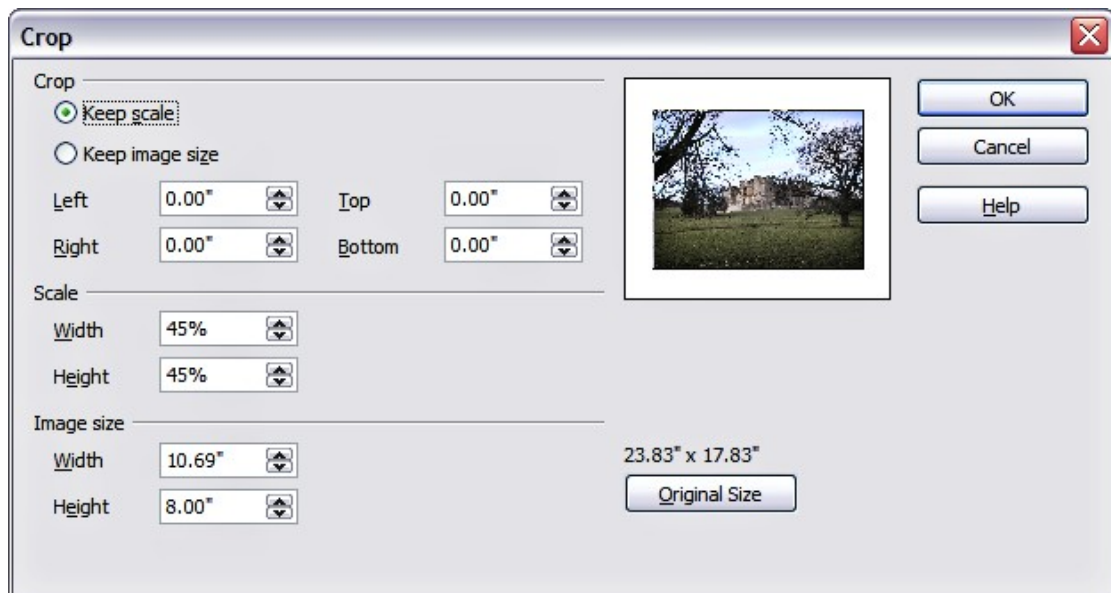 Crop
Crop
Keep scale
Keep image size
Left 0.00" Top 0.00"
Right 0.00" Bottom 0.00"
Scale
Width 45%
Height 45%
Image size
Width 10.69"
Height 8.00"
23.83" x 17.83"
Original Size
OK
Cancel
Help